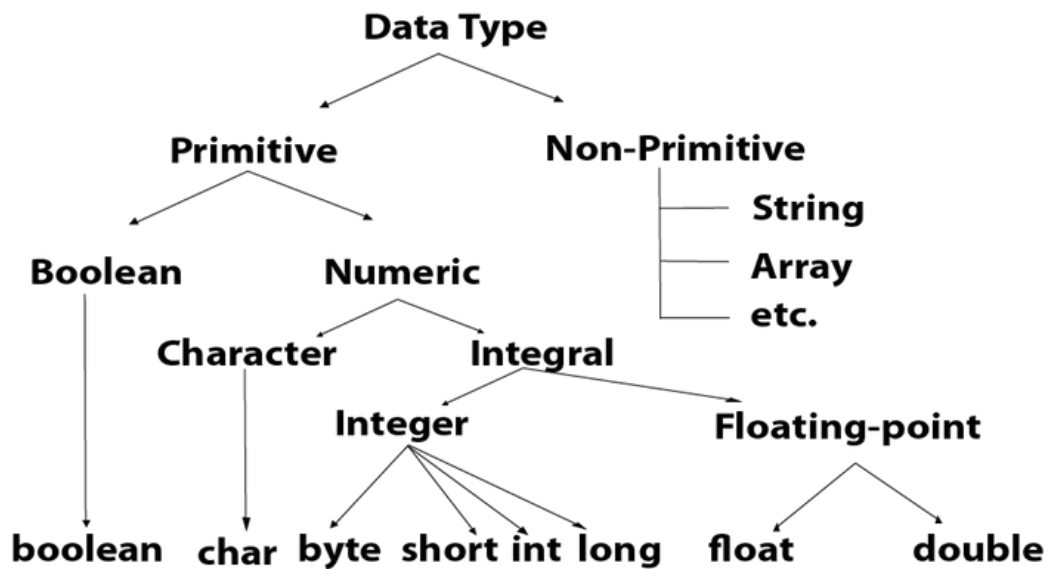 Data Type
Primitive
Non-Primitive
String
Array
etc.
Boolean
Numeric
Character
Integral
Integer
Floating-point
boolean
char
byte
short
int
long
float
double